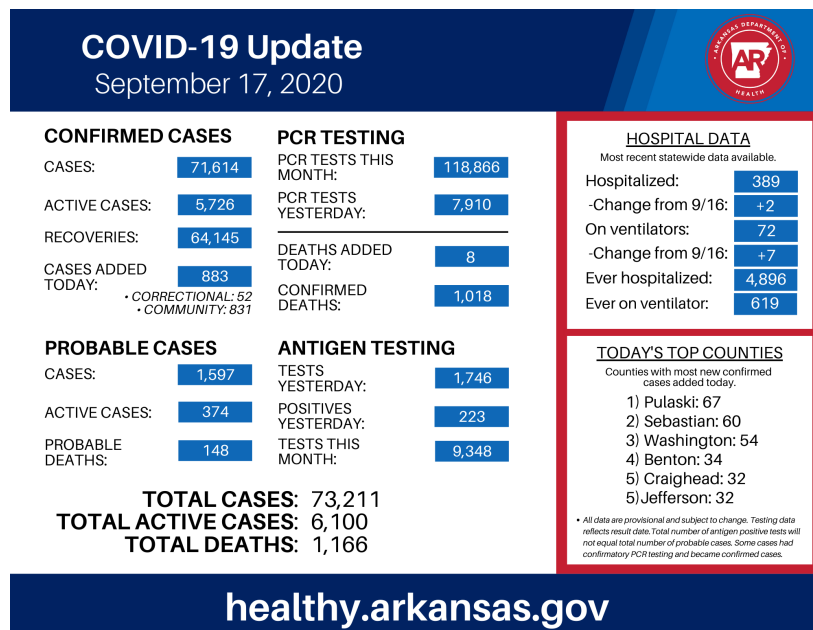 COVID-19 Update
September 17, 2020
ARKANSAS DEPARTMENT OF
AR
HEALTH
CONFIRMED CASES
CASES: 71,614
ACTIVE CASES: 5,726
RECOVERIES: 64,145
CASES ADDED
TODAY: 883
• CORRECTIONAL: 52
• COMMUNITY: 831
PCR TESTING
PCR TESTS THIS
MONTH: 118,866
PCR TESTS
YESTERDAY: 7,910
DEATHS ADDED
TODAY: 8
CONFIRMED
DEATHS: 1,018
PROBABLE CASES
CASES: 1,597
ACTIVE CASES: 374
PROBABLE
DEATHS: 148
ANTIGEN TESTING
TESTS
YESTERDAY: 1,746
POSITIVES
YESTERDAY: 223
TESTS THIS
MONTH: 9,348
TOTAL CASES: 73,211
TOTAL ACTIVE CASES: 6,100
TOTAL DEATHS: 1,166
HOSPITAL DATA
Most recent statewide data available.
Hospitalized: 389
-Change from 9/16: +2
On ventilators: 72
-Change from 9/16: +7
Ever hospitalized: 4,896
Ever on ventilator: 619
TODAY'S TOP COUNTIES
Counties with most new confirmed
cases added today.
1) Pulaski: 67
2) Sebastian: 60
3) Washington: 54
4) Benton: 34
5) Craighead: 32
5)Jefferson: 32
• All data are provisional and subject to change. Testing data
reflects result date.Total number of antigen positive tests will
not equal total number of probable cases. Some cases had
confirmatory PCR testing and became confirmed cases.
healthy.arkansas.gov